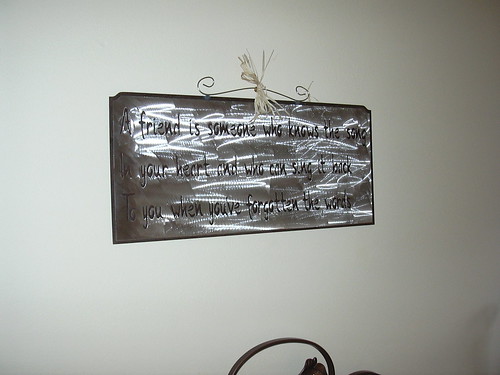 A friend is someone who knows the song
In your heart and who can sing it back
To you when you've forgotten the words